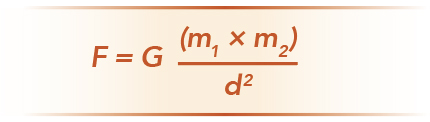 F = G (m₁ × m₂)
d²